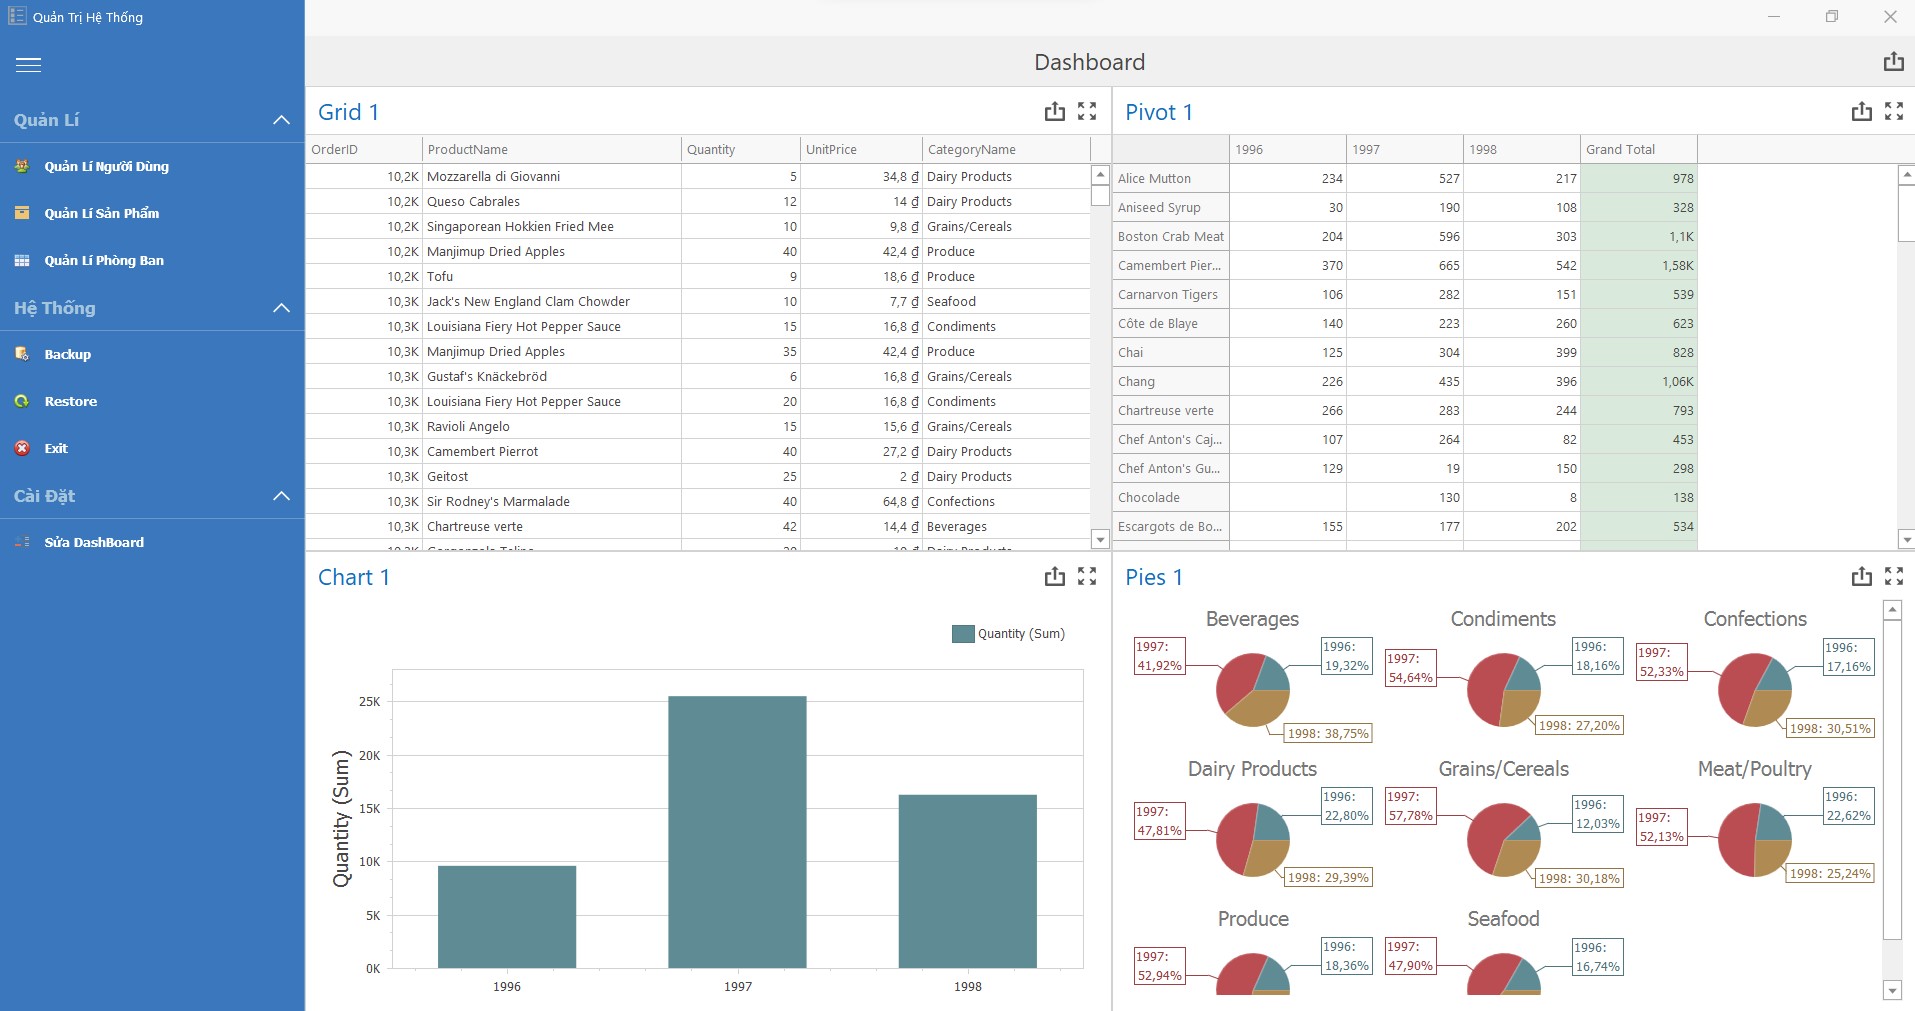 Quản Trị Hệ Thống
Dashboard
Quản Lí
Quản Lí Người Dùng
Quản Lí Sản Phẩm
Quản Lí Phòng Ban
Hệ Thống
Backup
Restore
Exit
Cài Đặt
Sửa DashBoard
Grid 1
OrderID ProductName Quantity UnitPrice CategoryName
10,2K Mozzarella di Giovanni 5 34,8 ₫ Dairy Products
10,2K Queso Cabrales 12 14 ₫ Dairy Products
10,2K Singaporean Hokkien Fried Mee 10 9,8 ₫ Grains/Cereals
10,2K Manjimup Dried Apples 40 42,4 ₫ Produce
10,2K Tofu 9 18,6 ₫ Produce
10,3K Jack's New England Clam Chowder 10 7,7 ₫ Seafood
10,3K Louisiana Fiery Hot Pepper Sauce 15 16,8 ₫ Condiments
10,3K Manjimup Dried Apples 35 42,4 ₫ Produce
10,3K Gustaf's Knäckebröd 6 16,8 ₫ Grains/Cereals
10,3K Louisiana Fiery Hot Pepper Sauce 20 16,8 ₫ Condiments
10,3K Ravioli Angelo 15 15,6 ₫ Grains/Cereals
10,3K Camembert Pierrot 40 27,2 ₫ Dairy Products
10,3K Geitost 25 2 ₫ Dairy Products
10,3K Sir Rodney's Marmalade 40 64,8 ₫ Confections
10,3K Chartreuse verte 42 14,4 ₫ Beverages
Pivot 1
1996 1997 1998 Grand Total
Alice Mutton 234 527 217 978
Aniseed Syrup 30 190 108 328
Boston Crab Meat 204 596 303 1,1K
Camembert Pier... 370 665 542 1,58K
Carnarvon Tigers 106 282 151 539
Côte de Blaye 140 223 260 623
Chai 125 304 399 828
Chang 226 435 396 1,06K
Chartreuse verte 266 283 244 793
Chef Anton's Caj... 107 264 82 453
Chef Anton's Gu... 129 19 150 298
Chocolade 130 8 138
Escargots de Bo... 155 177 202 534
Chart 1
Quantity (Sum)
Quantity (Sum)
25K
20K
15K
10K
5K
0K
1996 1997 1998
Pies 1
Beverages
1997: 41,92%
1996: 19,32%
1998: 38,75%
Condiments
1997: 54,64%
1996: 18,16%
1998: 27,20%
Confections
1997: 52,33%
1996: 17,16%
1998: 30,51%
Dairy Products
1997: 47,81%
1996: 22,80%
1998: 29,39%
Grains/Cereals
1997: 57,78%
1996: 12,03%
1998: 30,18%
Meat/Poultry
1997: 52,13%
1996: 22,62%
1998: 25,24%
Produce
1997: 52,94%
1996: 18,36%
Seafood
1997: 47,90%
1996: 16,74%